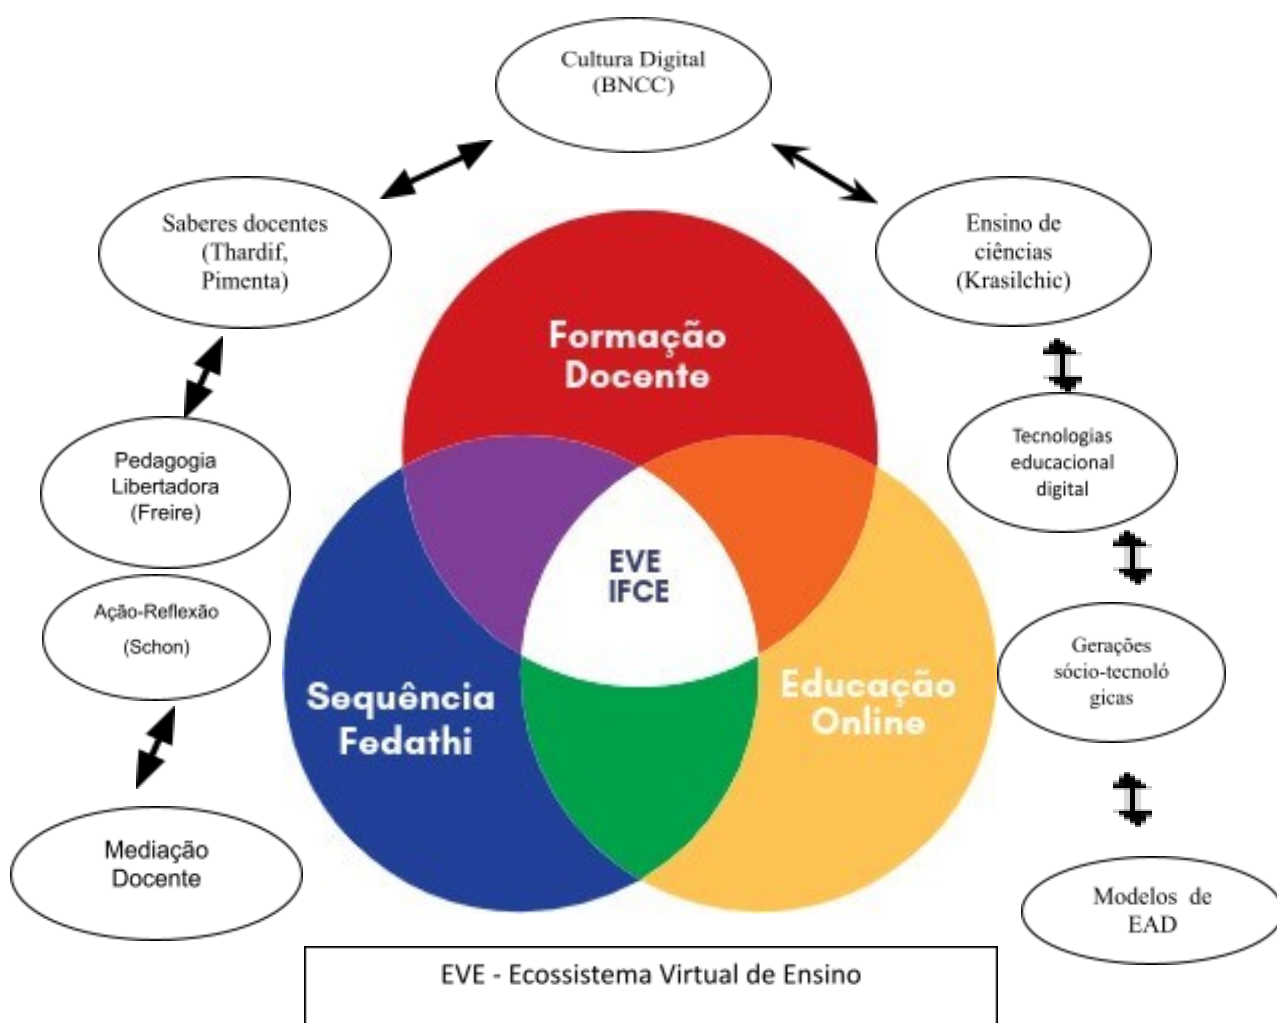 Cultura Digital
(BNCC)
Saberes docentes
(Thardif,
Pimenta)
Ensino de
ciências
(Krasilchic)
Formação
Docente
Pedagogia
Libertadora
(Freire)
Tecnologias
educacional
digital
EVE
IFCE
Ação-Reflexão
(Schon)
Gerações
sócio-tecnoló
gicas
Sequência
Fedathi
Educação
Online
Mediação
Docente
Modelos de
EAD
EVE - Ecossistema Virtual de Ensino